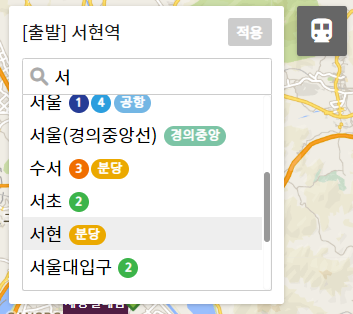 [출발] 서현역 적용
서
서울 1 4 공항
서울(경의중앙선) 경의중앙
수서 3 분당
서초 2
서현 분당
서울대입구 2